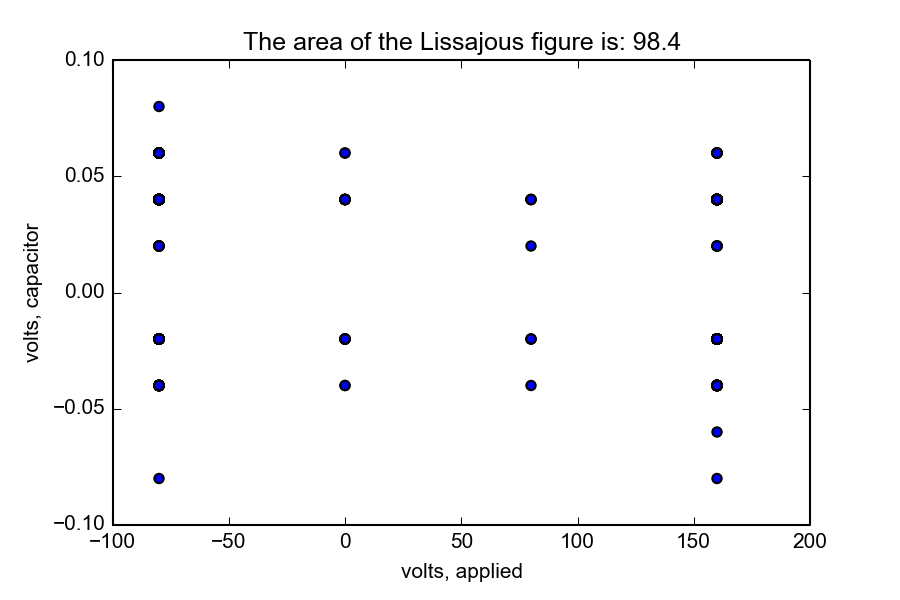 The area of the Lissajous figure is: 98.4
0.10
0.05
0.00
−0.05
−0.10
volts, capacitor
−100 −50 0 50 100 150 200
volts, applied